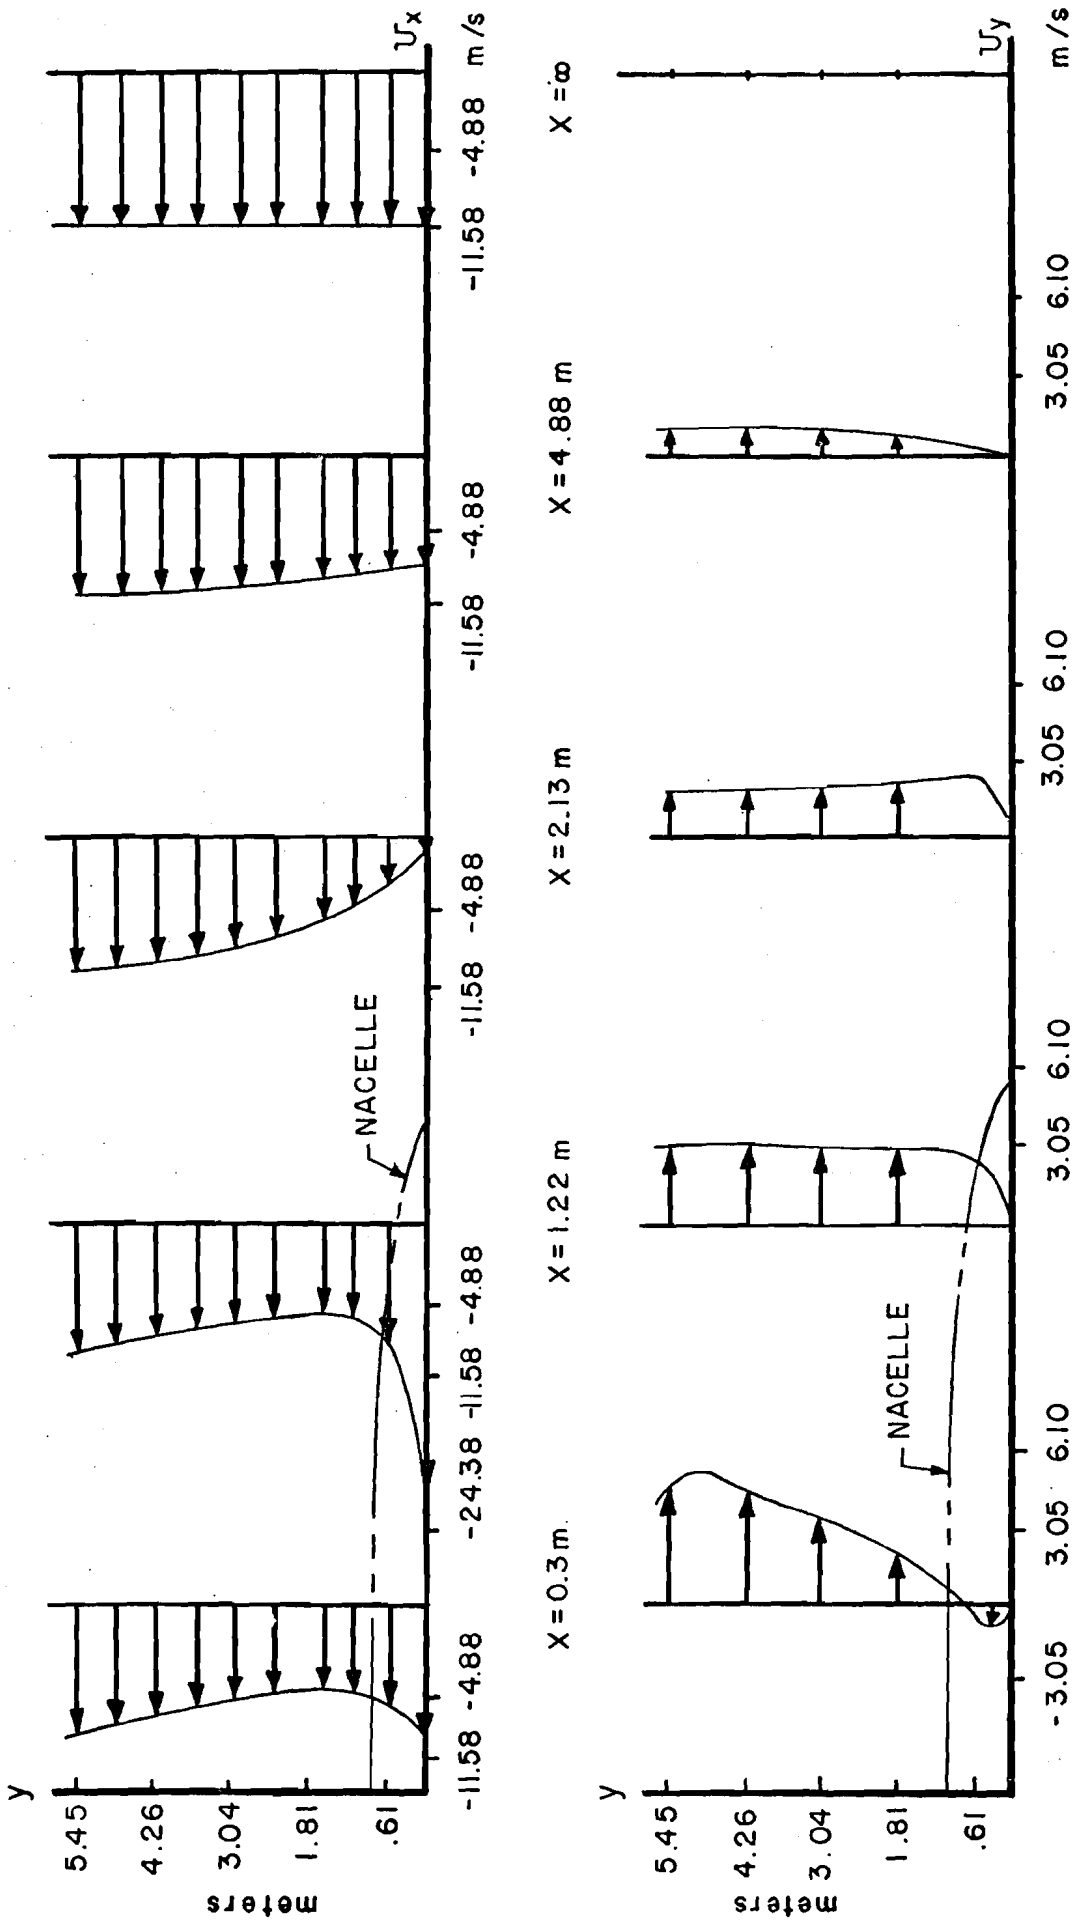 y
5.45
4.26
3.04
1.81
.61
meters
NACELLE
υx
-11.58 -4.88 -24.38 -11.58 -4.88 -11.58 -4.88 -11.58 -4.88 -11.58 -4.88 m/s
X = 0.3 m. X = 1.22 m X = 2.13 m X = 4.88 m X = ∞
y
5.45
4.26
3.04
1.81
.61
meters
NACELLE
υy
-3.05 3.05 6.10 3.05 6.10 3.05 6.10 3.05 6.10 m/s